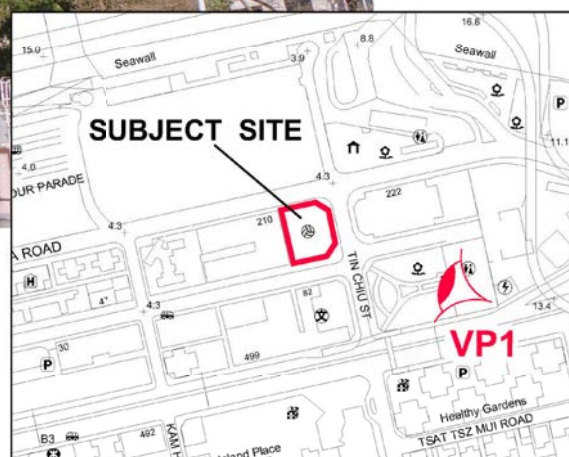 15.0
Seawall
3.9
8.8
16.8
Seawall
P
11.1
SUBJECT SITE
4.0
OUR PARADE
4.3
222
210
4.3
A ROAD
H
TIN CHIU ST
4"
4.3
82
13.4
VP1
30
P
499
P
Healthy Gardens
TSAT TSZ MUI ROAD
B3
492
KAM H
land Place